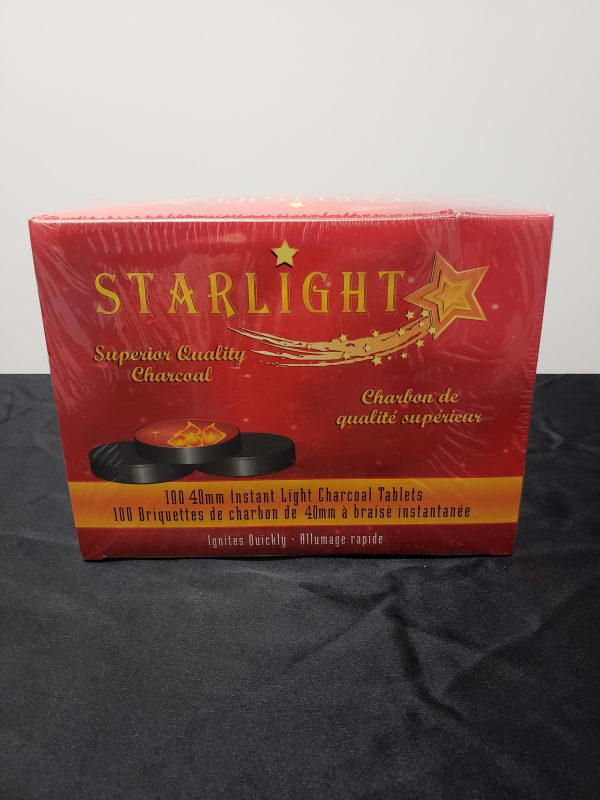 STARLIGHT®
Superior Quality
Charcoal
Charbon de
qualité supérieur
100 40mm Instant Light Charcoal Tablets
100 Briquettes de charbon de 40mm à braise instantanée
Ignites Quickly · Allumage rapide